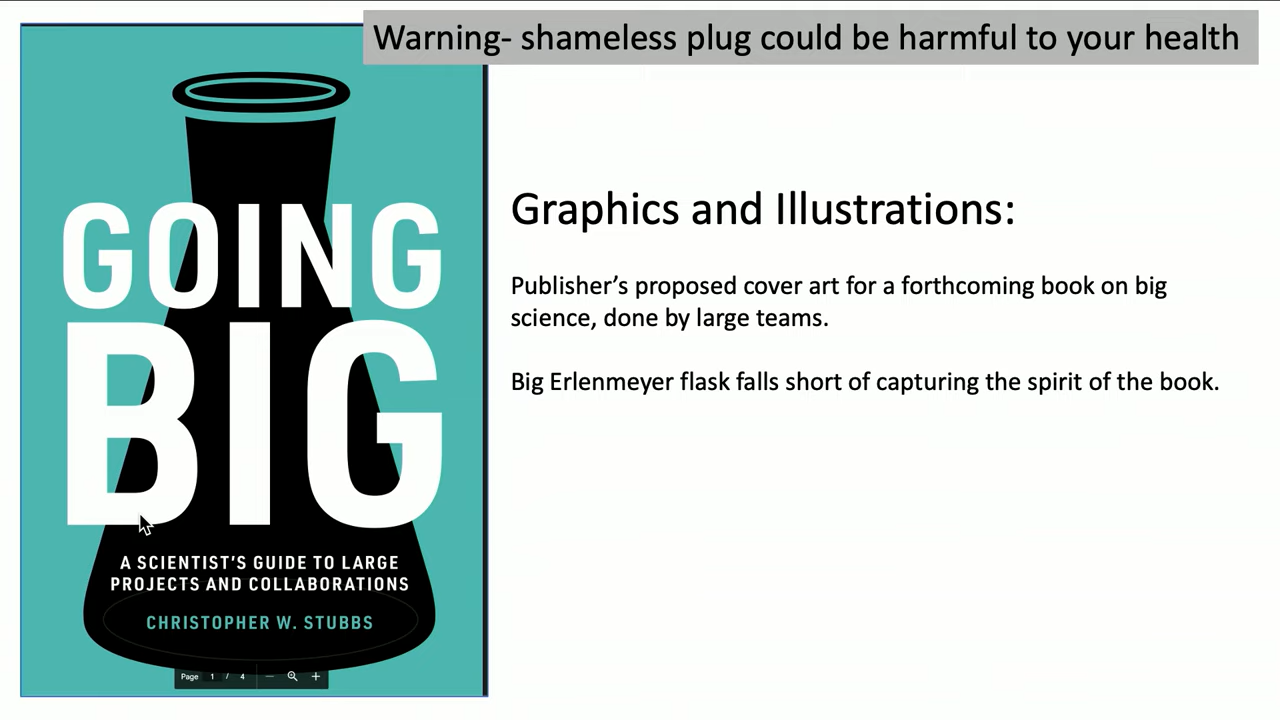 Warning- shameless plug could be harmful to your health
GOING
BIG
A SCIENTIST'S GUIDE TO LARGE
PROJECTS AND COLLABORATIONS
CHRISTOPHER W. STUBBS
Page 1 / 4
Graphics and Illustrations:
Publisher’s proposed cover art for a forthcoming book on big
science, done by large teams.
Big Erlenmeyer flask falls short of capturing the spirit of the book.